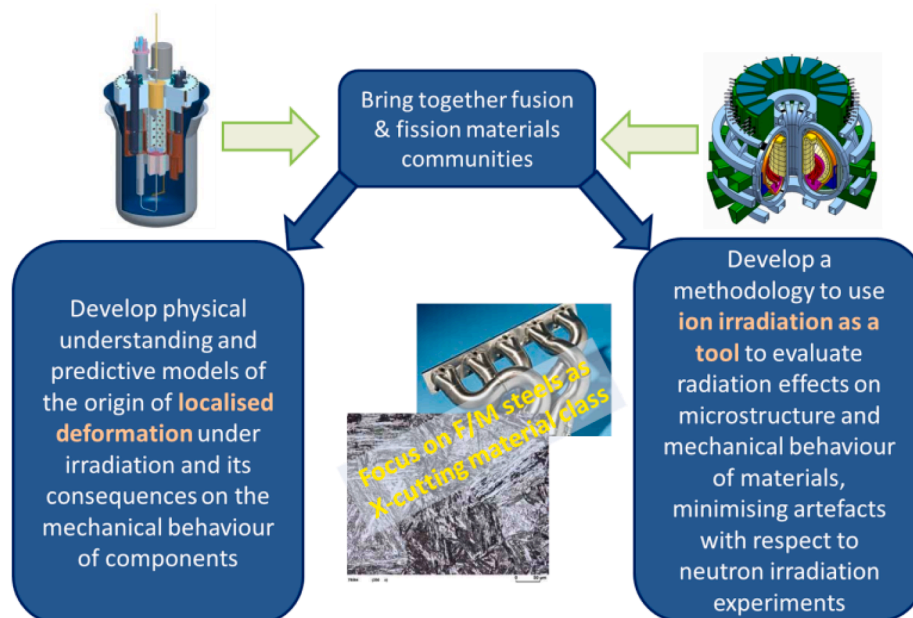 Bring together fusion
& fission materials
communities
Develop physical
understanding and
predictive models of
the origin of localised
deformation under
irradiation and its
consequences on the
mechanical behaviour
of components
Focus on F/M steels as
X-cutting material class
Develop a
methodology to use
ion irradiation as a
tool to evaluate
radiation effects on
microstructure and
mechanical behaviour
of materials,
minimising artefacts
with respect to
neutron irradiation
experiments